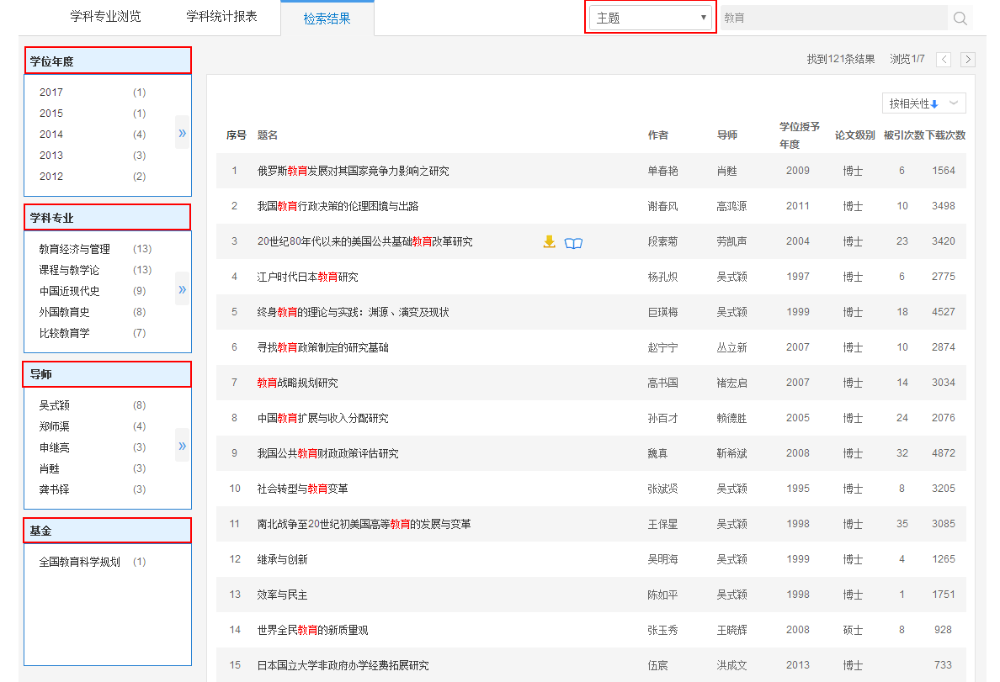 学科专业浏览 学科统计报表 检索结果 主题 教育
找到121条结果 浏览1/7
学位年度
2017 (1)
2015 (1)
2014 (4)
2013 (3)
2012 (2)
学科专业
教育经济与管理 (13)
课程与教学论 (13)
中国近现代史 (9)
外国教育史 (8)
比较教育学 (7)
导师
吴式颖 (8)
郑师渠 (4)
申继亮 (3)
肖甦 (3)
龚书铎 (3)
基金
全国教育科学规划 (1)
按相关性
序号 题名 作者 导师 学位授予年度 论文级别 被引次数 下载次数
1 俄罗斯教育发展对其国家竞争力影响之研究 单春艳 肖甦 2009 博士 6 1564
2 我国教育行政决策的伦理困境与出路 谢春风 高鸿源 2011 博士 10 3498
3 20世纪80年代以来的美国公共基础教育改革研究 段素菊 劳凯声 2004 博士 23 3420
4 江户时代日本教育研究 杨孔炽 吴式颖 1997 博士 6 2775
5 终身教育的理论与实践：渊源、演变及现状 巨瑛梅 吴式颖 1999 博士 18 4527
6 寻找教育政策制定的研究基础 赵宁宁 丛立新 2007 博士 10 2874
7 教育战略规划研究 高书国 褚宏启 2007 博士 14 3034
8 中国教育扩展与收入分配研究 孙百才 赖德胜 2005 博士 24 2076
9 我国公共教育财政政策评估研究 魏真 靳希斌 2008 博士 32 4872
10 社会转型与教育变革 张斌贤 吴式颖 1995 博士 8 3205
11 南北战争至20世纪初美国高等教育的发展与变革 王保星 吴式颖 1998 博士 35 3085
12 继承与创新 吴明海 吴式颖 1999 博士 4 1265
13 效率与民主 陈如平 吴式颖 1998 博士 1 1751
14 世界全民教育的新质量观 张玉秀 王晓辉 2008 硕士 8 928
15 日本国立大学非政府办学经费拓展研究 伍宸 洪成文 2013 博士 733